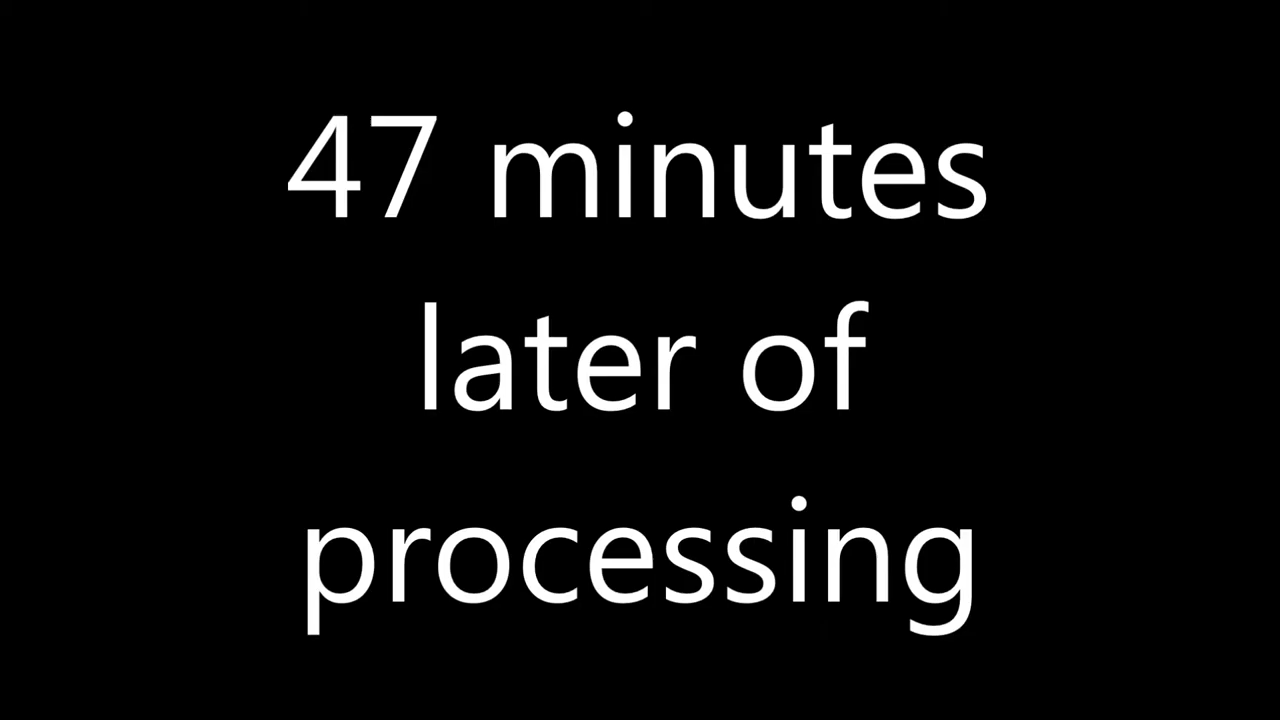 47 minutes
later of
processing